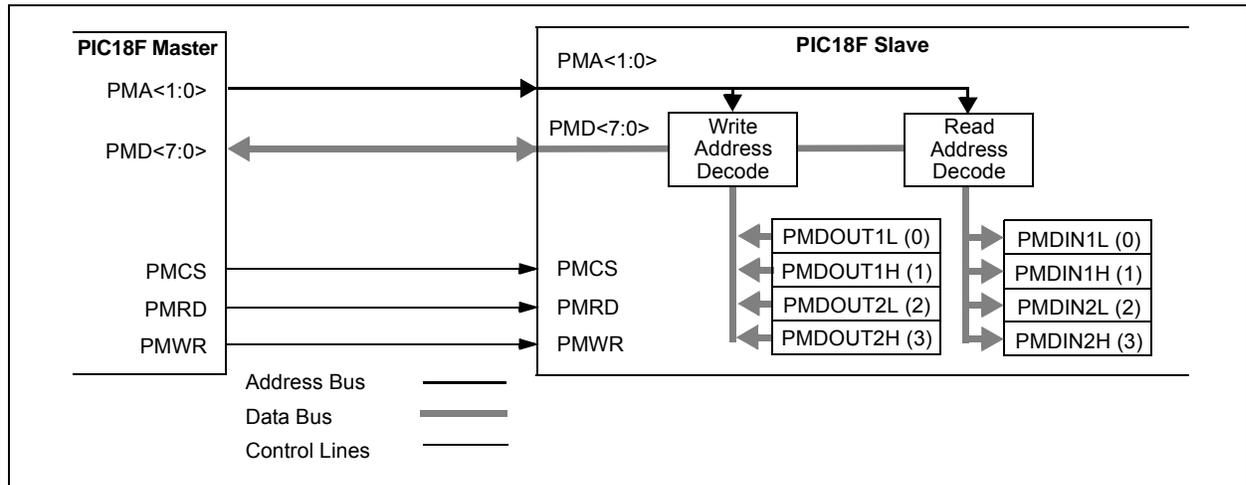 PIC18F Master
PMA<1:0>
PMD<7:0>
PMCS
PMRD
PMWR
PIC18F Slave
PMA<1:0>
PMD<7:0>
Write
Address
Decode
Read
Address
Decode
PMDOUT1L (0)
PMDOUT1H (1)
PMDOUT2L (2)
PMDOUT2H (3)
PMDIN1L (0)
PMDIN1H (1)
PMDIN2L (2)
PMDIN2H (3)
PMCS
PMRD
PMWR
Address Bus
Data Bus
Control Lines